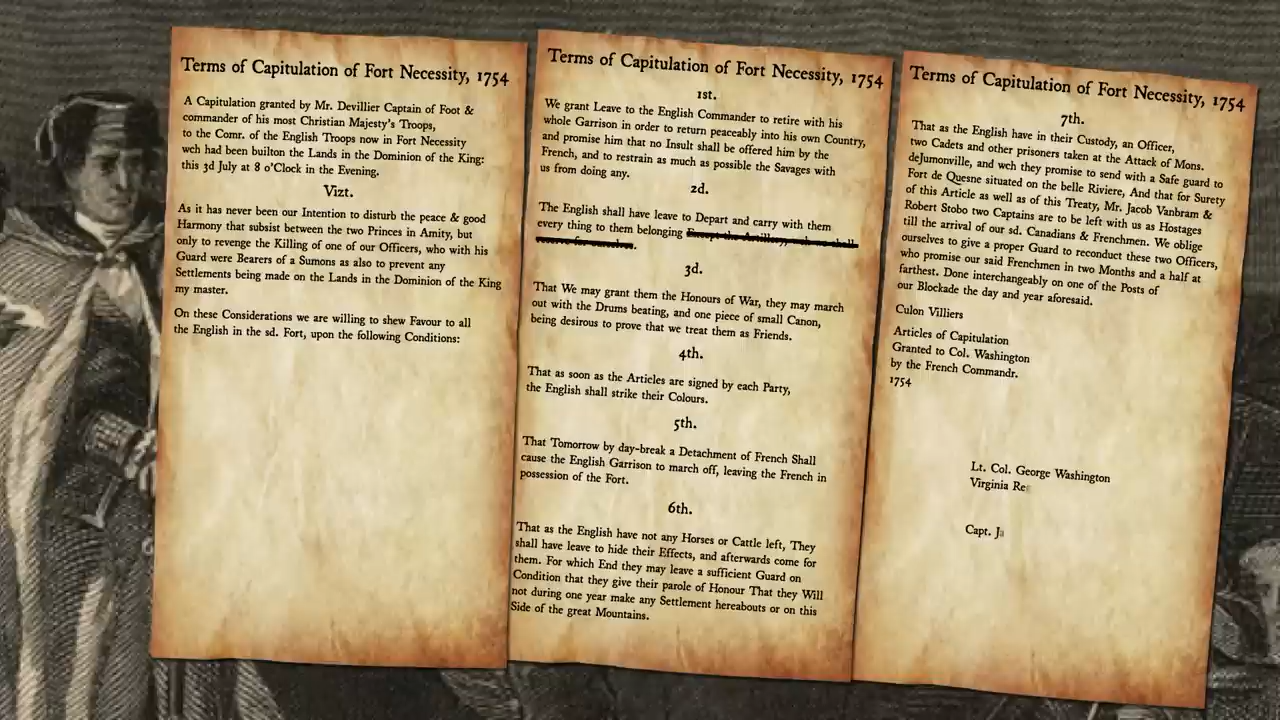 Terms of Capitulation of Fort Necessity, 1754
A Capitulation granted by Mr. Devillier Captain of Foot &
commander of his most Christian Majesty's Troops,
to the Comr. of the English Troops now in Fort Necessity
wch had been builton the Lands in the Dominion of the King:
this 3d July at 8 o'Clock in the Evening.
Vizt.
As it has never been our Intention to disturb the peace & good
Harmony that subsist between the two Princes in Amity, but
only to revenge the Killing of one of our Officers, who with his
Guard were Bearers of a Sumons as also to prevent any
Settlements being made on the Lands in the Dominion of the King
my master.
On these Considerations we are willing to shew Favour to all
the English in the sd. Fort, upon the following Conditions:
Terms of Capitulation of Fort Necessity, 1754
1st.
We grant Leave to the English Commander to retire with his
whole Garrison in order to return peaceably into his own Country,
and promise him that no Insult shall be offered him by the
French, and to restrain as much as possible the Savages with
us from doing any.
2d.
The English shall have leave to Depart and carry with them
every thing to them belonging
3d.
That We may grant them the Honours of War, they may march
out with the Drums beating, and one piece of small Canon,
being desirous to prove that we treat them as Friends.
4th.
That as soon as the Articles are signed by each Party,
the English shall strike their Colours.
5th.
That Tomorrow by day-break a Detachment of French Shall
cause the English Garrison to march off, leaving the French in
possession of the Fort.
6th.
That as the English have not any Horses or Cattle left, They
shall have leave to hide their Effects, and afterwards come for
them. For which End they may leave a sufficient Guard on
Condition that they give their parole of Honour That they Will
not during one year make any Settlement hereabouts or on this
Side of the great Mountains.
Terms of Capitulation of Fort Necessity, 1754
7th.
That as the English have in their Custody, an Officer,
two Cadets and other prisoners taken at the Attack of Mons.
deJumonville, and wch they promise to send with a Safe guard to
Fort de Quesne situated on the belle Riviere, And that for Surety
of this Article as well as of this Treaty, Mr. Jacob Vanbram &
Robert Stobo two Captains are to be left with us as Hostages
till the arrival of our sd. Canadians & Frenchmen. We oblige
ourselves to give a proper Guard to reconduct these two Officers,
who promise our said Frenchmen in two Months and a half at
farthest. Done interchangeably on one of the Posts of
our Blockade the day and year aforesaid.
Culon Villiers
Articles of Capitulation
Granted to Col. Washington
by the French Commandr.
1754
Lt. Col. George Washington
Virginia Re
Capt. Ja